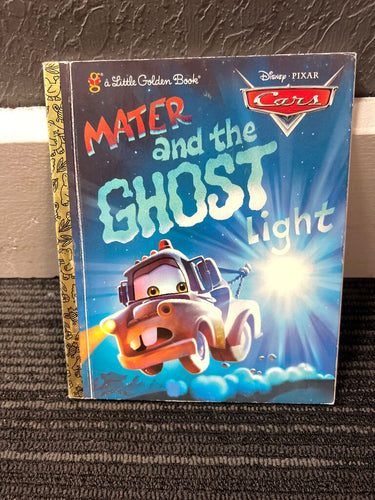 a Little Golden Book®
DISNEY · PIXAR
Cars
MATER
and the
GHOST
Light